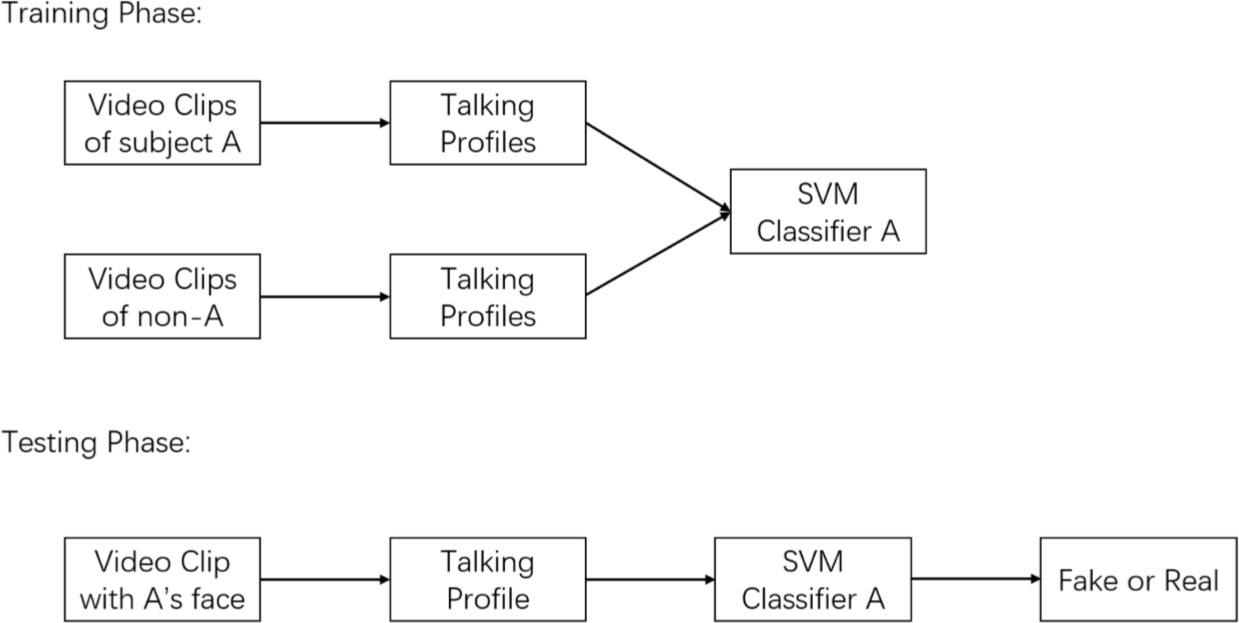 Training Phase:
Video Clips
of subject A
Talking
Profiles
SVM
Classifier A
Video Clips
of non-A
Talking
Profiles
Testing Phase:
Video Clip
with A’s face
Talking
Profile
SVM
Classifier A
Fake or Real